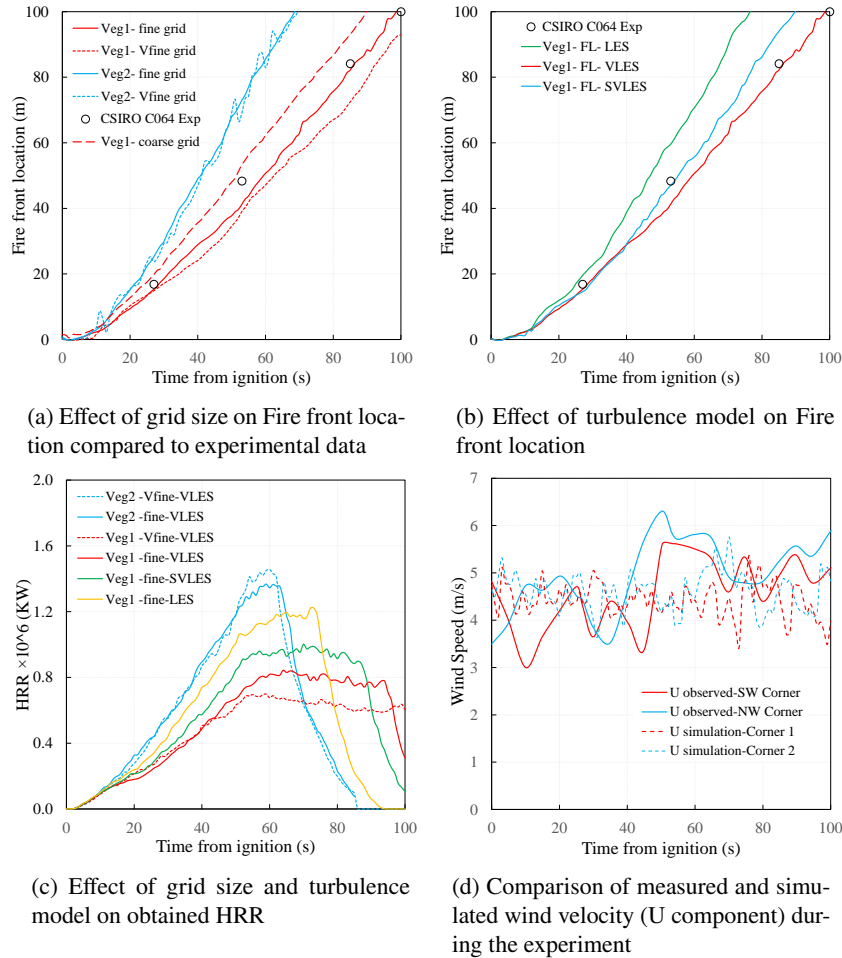 100
80
60
40
20
0
Fire front location (m)
Veg1- fine grid
Veg1- Vfine grid
Veg2- fine grid
Veg2- Vfine grid
CSIRO C064 Exp
Veg1- coarse grid
0 20 40 60 80 100
Time from ignition (s)
(a) Effect of grid size on Fire front loca-
tion compared to experimental data
100
80
60
40
20
0
Fire front location (m)
CSIRO C064 Exp
Veg1- FL- LES
Veg1- FL- VLES
Veg1- FL- SVLES
0 20 40 60 80 100
Time from ignition (s)
(b) Effect of turbulence model on Fire
front location
2.0
1.6
1.2
0.8
0.4
0.0
HRR ×10^6 (KW)
Veg2 -Vfine-VLES
Veg2 -fine-VLES
Veg1 -Vfine-VLES
Veg1 -fine-VLES
Veg1 -fine-SVLES
Veg1 -fine-LES
0 20 40 60 80 100
Time from ignition (s)
(c) Effect of grid size and turbulence
model on obtained HRR
7
6
5
4
3
2
1
0
Wind Speed (m/s)
U observed-SW Corner
U observed-NW Corner
U simulation-Corner 1
U simulation-Corner 2
0 20 40 60 80 100
Time from ignition (s)
(d) Comparison of measured and simu-
lated wind velocity (U component) dur-
ing the experiment